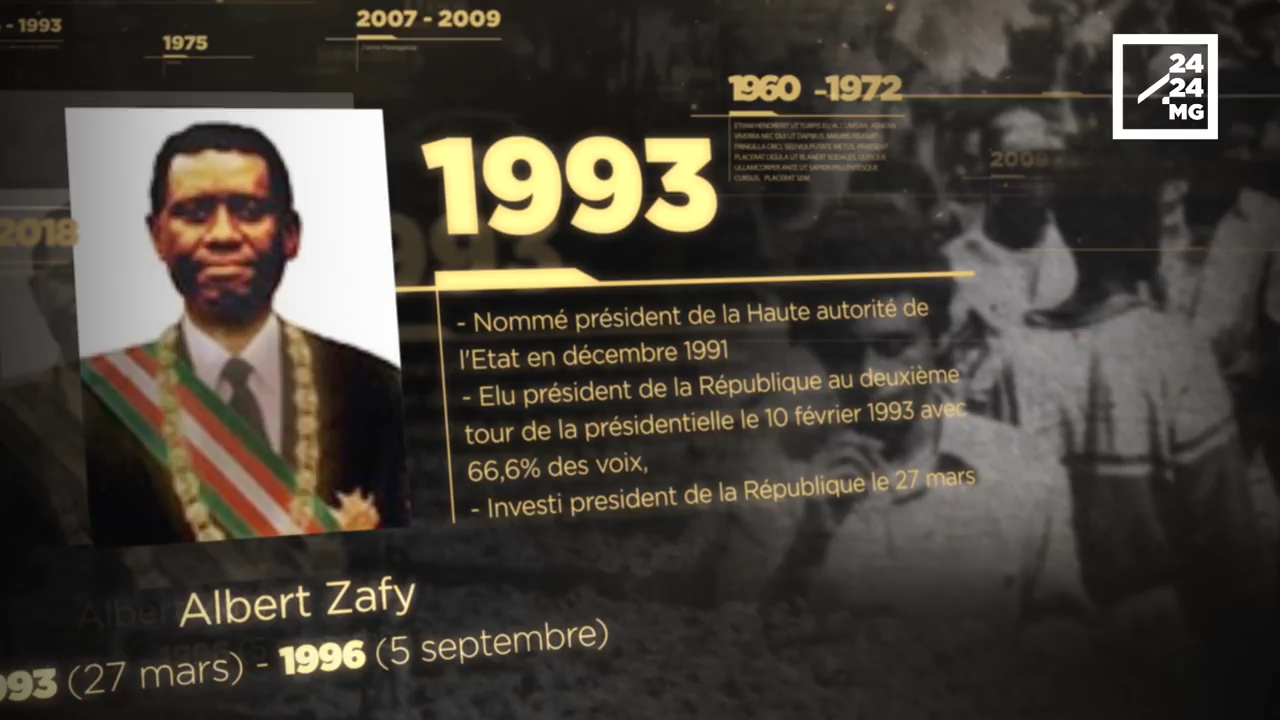 - 1993
1975
2007 - 2009
1960 -1972
24
24
MG
2009
2018
1993
- Nommé président de la Haute autorité de
l'Etat en décembre 1991
- Elu président de la République au deuxième
tour de la présidentielle le 10 février 1993 avec
66,6% des voix,
- Investi president de la République le 27 mars
Albert Zafy
993 (27 mars) - 1996 (5 septembre)